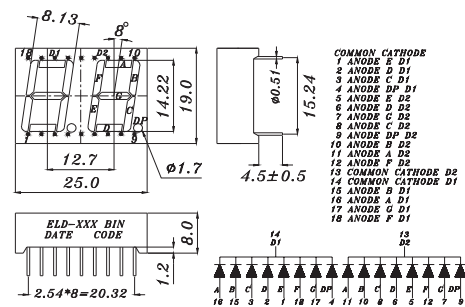 8.13
8°
18 D1 D2 10
A
F B
G
E C
D DP
1 9
14.22
19.0
12.7
25.0
Ø1.7
Ø0.51
15.24
4.5±0.5
COMMON CATHODE
1 ANODE E D1
2 ANODE D D1
3 ANODE C D1
4 ANODE DP D1
5 ANODE E D2
6 ANODE D D2
7 ANODE G D2
8 ANODE C D2
9 ANODE DP D2
10 ANODE B D2
11 ANODE A D2
12 ANODE F D2
13 COMMON CATHODE D2
14 COMMON CATHODE D1
15 ANODE B D1
16 ANODE A D1
17 ANODE G D1
18 ANODE F D1
ELD-XXX BIN
DATE CODE
8.0
1.2
2.54*8=20.32
14
D1
13
D2
A B C D E F G DP A B C D E F G DP
16 15 3 2 1 18 17 4 11 10 8 6 5 12 7 9